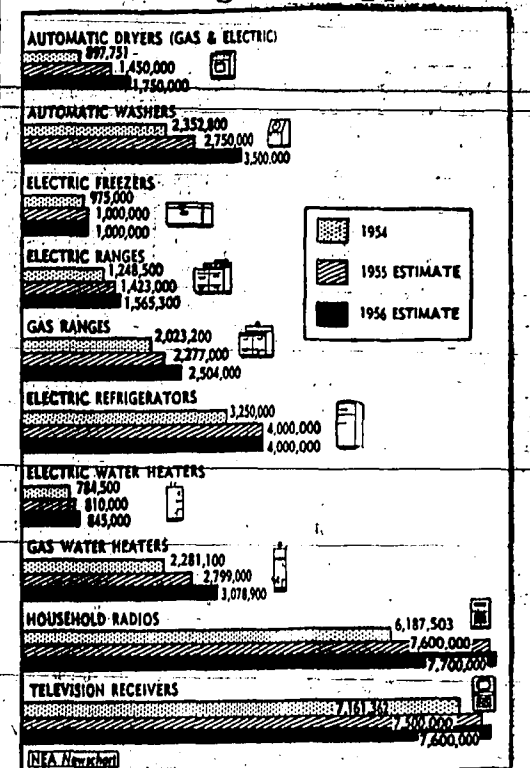 AUTOMATIC DRYERS (GAS & ELECTRIC)
897,751
1,450,000
1,750,000
AUTOMATIC WASHERS
2,352,800
2,750,000
3,500,000
ELECTRIC FREEZERS
975,000
1,000,000
1,000,000
ELECTRIC RANGES
1,248,500
1,423,000
1,565,300
GAS RANGES
2,023,200
2,277,000
2,504,000
ELECTRIC REFRIGERATORS
3,250,000
4,000,000
4,000,000
ELECTRIC WATER HEATERS
784,500
810,000
845,000
GAS WATER HEATERS
2,281,100
2,799,000
3,078,900
HOUSEHOLD RADIOS
6,187,503
7,600,000
7,700,000
TELEVISION RECEIVERS
7,161,362
7,500,000
7,600,000
1954
1955 ESTIMATE
1956 ESTIMATE
NEA Newschart